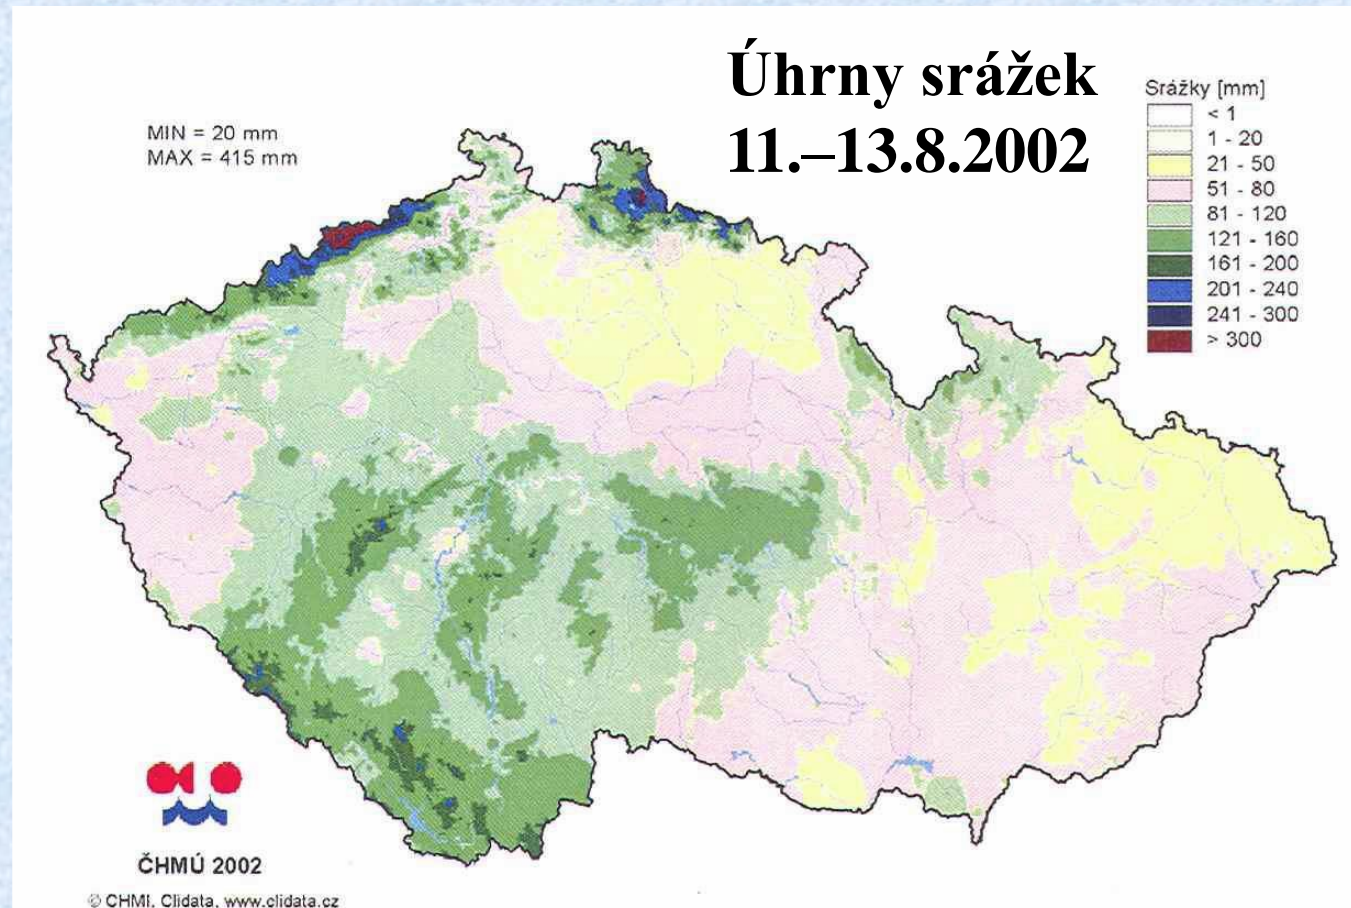 Úhrny srážek
11.–13.8.2002
MIN = 20 mm
MAX = 415 mm
Srážky [mm]
< 1
1 - 20
21 - 50
51 - 80
81 - 120
121 - 160
161 - 200
201 - 240
241 - 300
> 300
ČHMÚ 2002
© CHMI, Clidata, www.clidata.cz